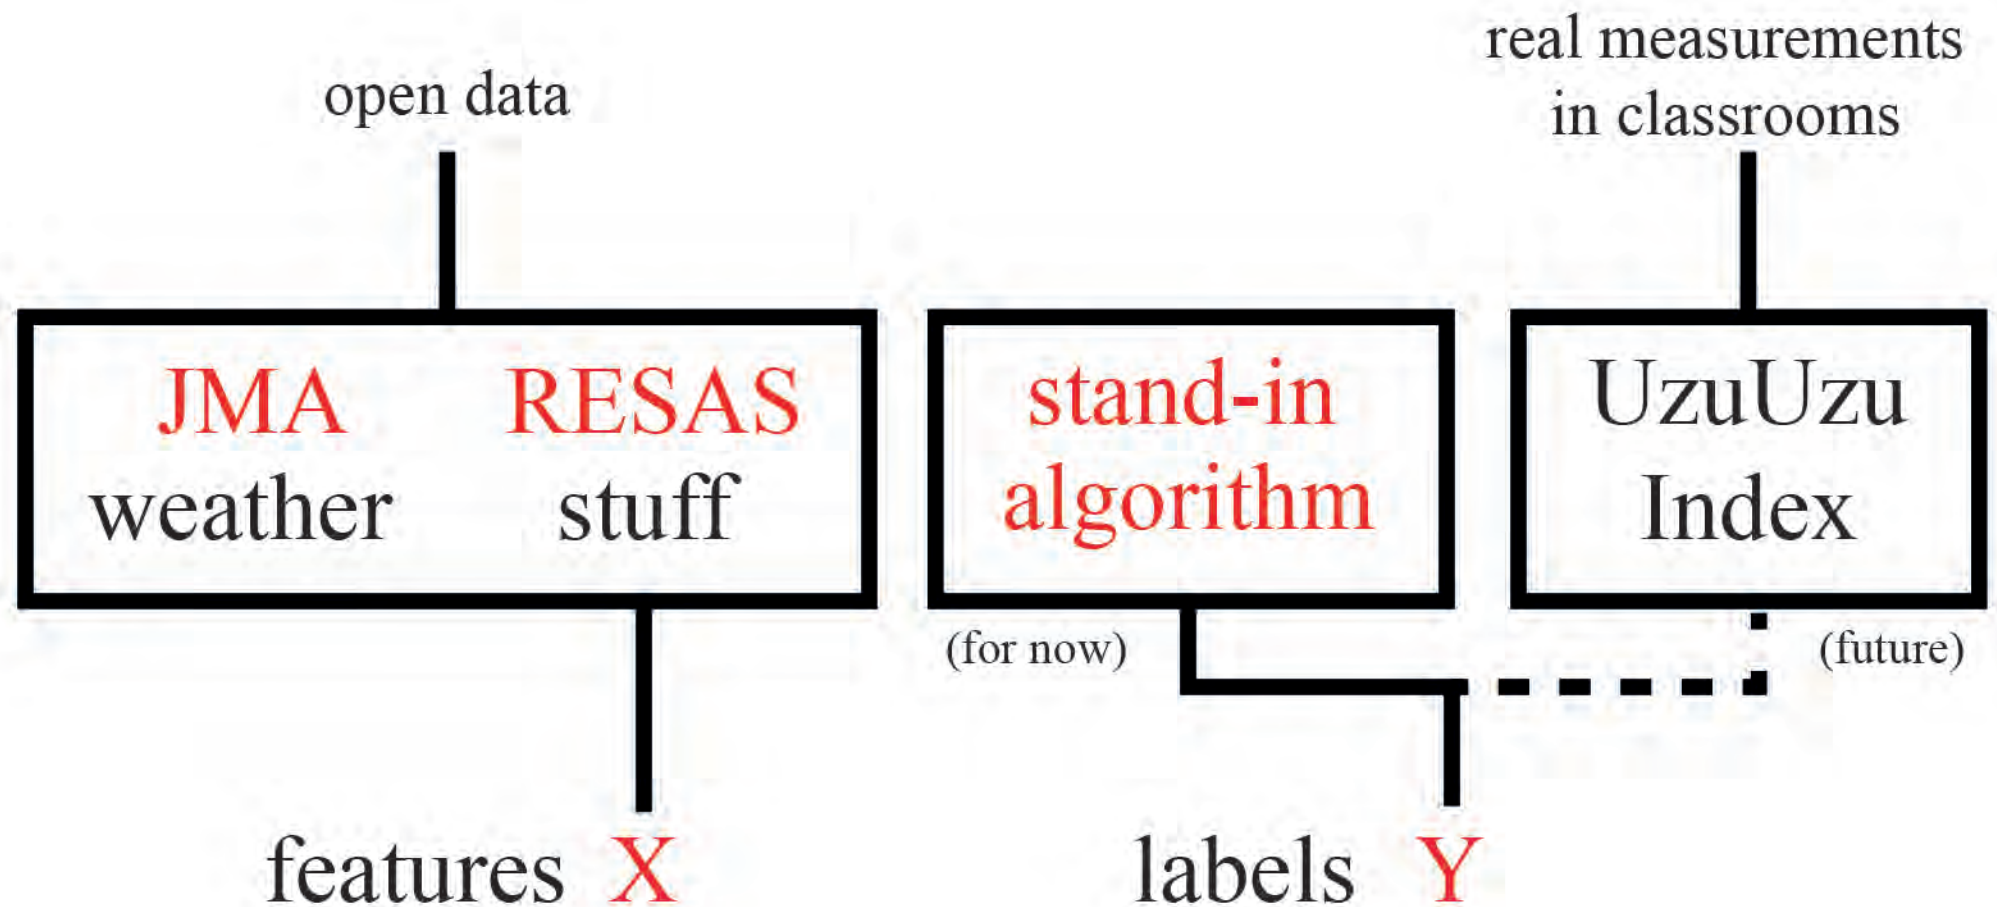 open data
real measurements
in classrooms
JMA RESAS
weather stuff
stand-in
algorithm
UzuUzu
Index
(for now)
(future)
features X
labels Y